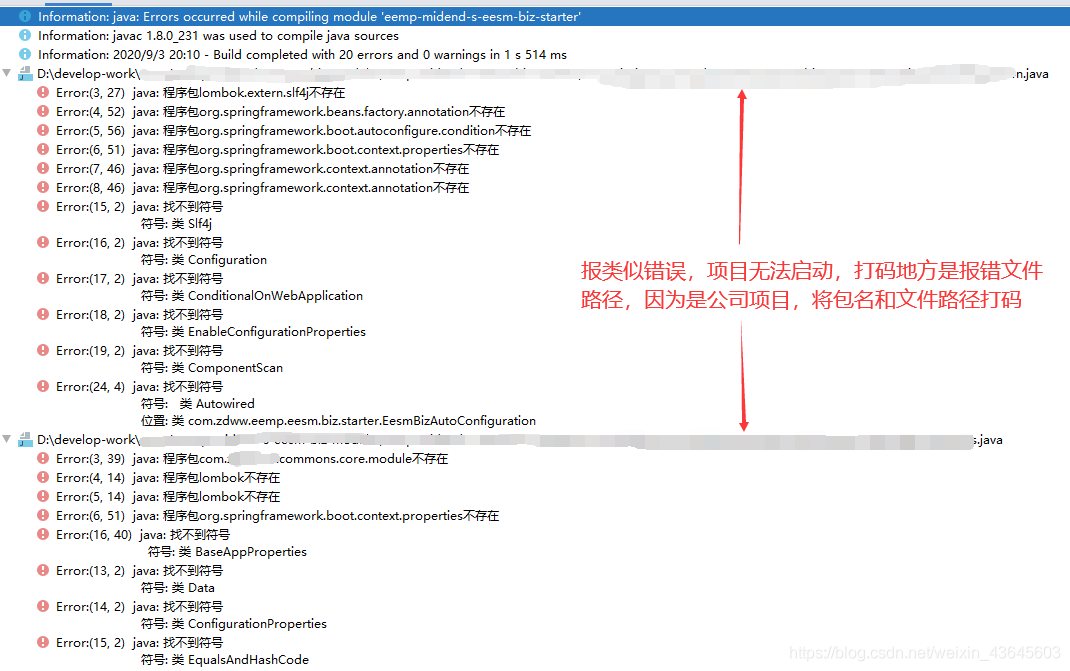 Information: java: Errors occurred while compiling module 'eemp-midend-s-eesm-biz-starter'
Information: javac 1.8.0_231 was used to compile java sources
Information: 2020/9/3 20:10 - Build completed with 20 errors and 0 warnings in 1 s 514 ms
D:\develop-work\ n.java
Error:(3, 27) java: 程序包lombok.extern.slf4j不存在
Error:(4, 52) java: 程序包org.springframework.beans.factory.annotation不存在
Error:(5, 56) java: 程序包org.springframework.boot.autoconfigure.condition不存在
Error:(6, 51) java: 程序包org.springframework.boot.context.properties不存在
Error:(7, 46) java: 程序包org.springframework.context.annotation不存在
Error:(8, 46) java: 程序包org.springframework.context.annotation不存在
Error:(15, 2) java: 找不到符号
符号: 类 Slf4j
Error:(16, 2) java: 找不到符号
符号: 类 Configuration
Error:(17, 2) java: 找不到符号
符号: 类 ConditionalOnWebApplication
Error:(18, 2) java: 找不到符号
符号: 类 EnableConfigurationProperties
Error:(19, 2) java: 找不到符号
符号: 类 ComponentScan
Error:(24, 4) java: 找不到符号
符号: 类 Autowired
位置: 类 com.zdww.eemp.eesm.biz.starter.EesmBizAutoConfiguration
报类似错误，项目无法启动，打码地方是报错文件
路径，因为是公司项目，将包名和文件路径打码
D:\develop-work\ s.java
Error:(3, 39) java: 程序包com. .commons.core.module不存在
Error:(4, 14) java: 程序包lombok不存在
Error:(5, 14) java: 程序包lombok不存在
Error:(6, 51) java: 程序包org.springframework.boot.context.properties不存在
Error:(16, 40) java: 找不到符号
符号: 类 BaseAppProperties
Error:(13, 2) java: 找不到符号
符号: 类 Data
Error:(14, 2) java: 找不到符号
符号: 类 ConfigurationProperties
Error:(15, 2) java: 找不到符号
符号: 类 EqualsAndHashCode
https://blog.csdn.net/weixin_43645603